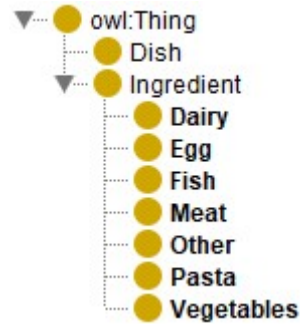 owl:Thing
Dish
Ingredient
Dairy
Egg
Fish
Meat
Other
Pasta
Vegetables